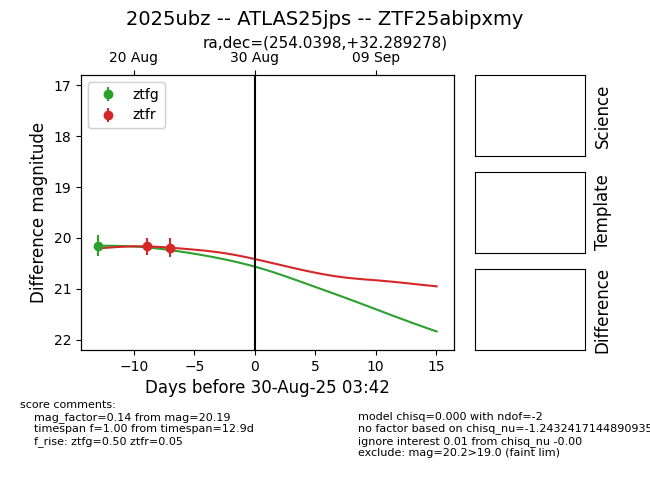 2025ubz -- ATLAS25jps -- ZTF25abipxmy
ra,dec=(254.0398,+32.289278)
20 Aug 30 Aug 09 Sep
ztfg
ztfr
17
18
19
20
21
22
Difference magnitude
−10 −5 0 5 10 15
Days before 30-Aug-25 03:42
Science
Template
Difference
score comments:
mag_factor=0.14 from mag=20.19
timespan f=1.00 from timespan=12.9d
f_rise: ztfg=0.50 ztfr=0.05
model chisq=0.000 with ndof=-2
no factor based on chisq_nu=-1.2432417144890935
ignore interest 0.01 from chisq_nu -0.00
exclude: mag=20.2>19.0 (faint lim)